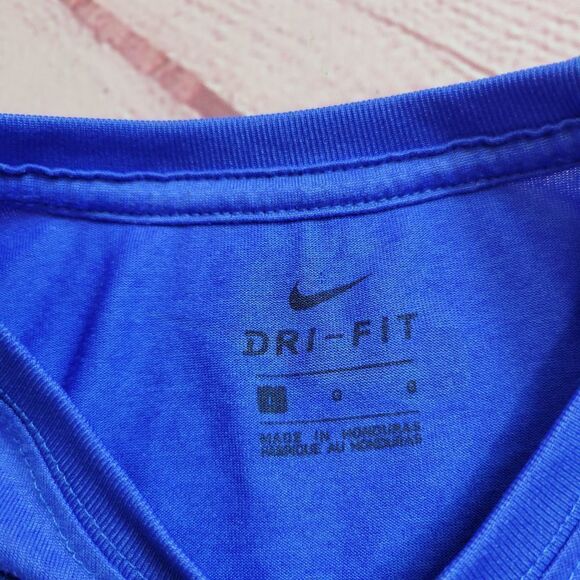 DRI-FIT
L G G
MADE IN HONDURAS
FABRIQUE AU HONDURAS